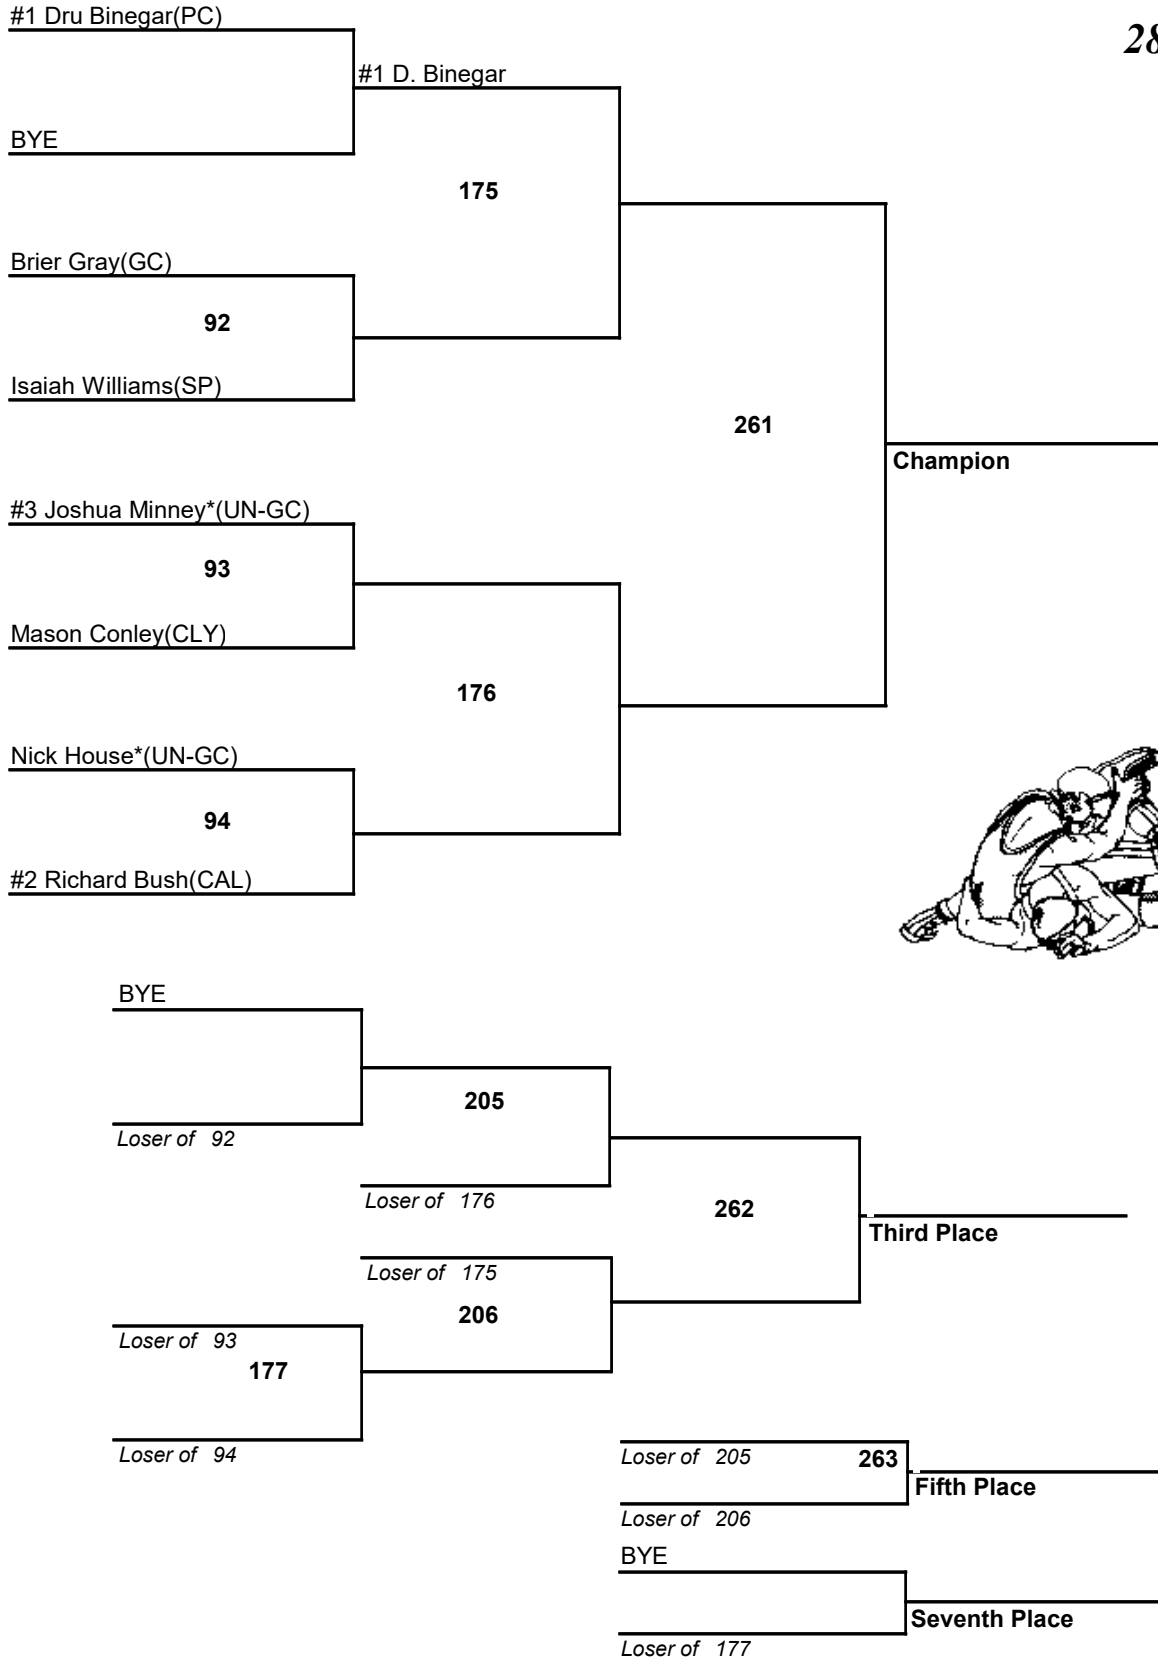 #1 Dru Binegar(PC)
28
#1 D. Binegar
BYE
175
Brier Gray(GC)
92
Isaiah Williams(SP)
261
Champion
#3 Joshua Minney*(UN-GC)
93
Mason Conley(CLY)
176
Nick House*(UN-GC)
94
#2 Richard Bush(CAL)
BYE
205
Loser of 92
Loser of 176
262
Third Place
Loser of 175
206
Loser of 93
177
Loser of 94
Loser of 205
263
Fifth Place
Loser of 206
BYE
Seventh Place
Loser of 177